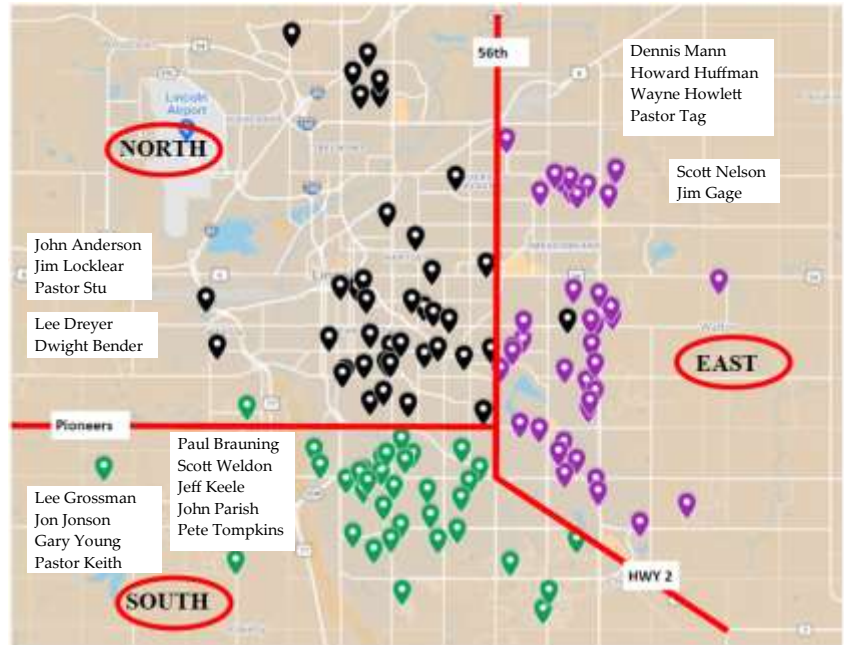 56th
Dennis Mann
Howard Huffman
Wayne Howlett
Pastor Tag
Lincoln
Airport
NORTH
Scott Nelson
Jim Gage
John Anderson
Jim Locklear
Pastor Stu
Lee Dreyer
Dwight Bender
EAST
Pioneers
Paul Brauning
Scott Weldon
Jeff Keele
John Parish
Pete Tompkins
Lee Grossman
Jon Jonson
Gary Young
Pastor Keith
HWY 2
SOUTH